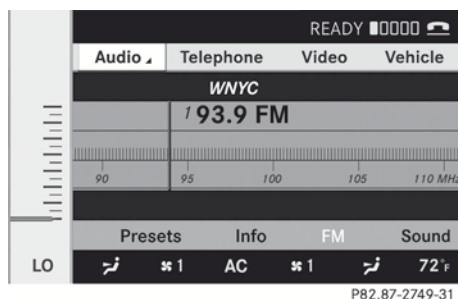 READY
Audio Telephone Video Vehicle
WNYC
1 93.9 FM
90 95 100 105 110 MHz
Presets Info FM Sound
LO 1 AC 1 72°F
P82.87-2749-31